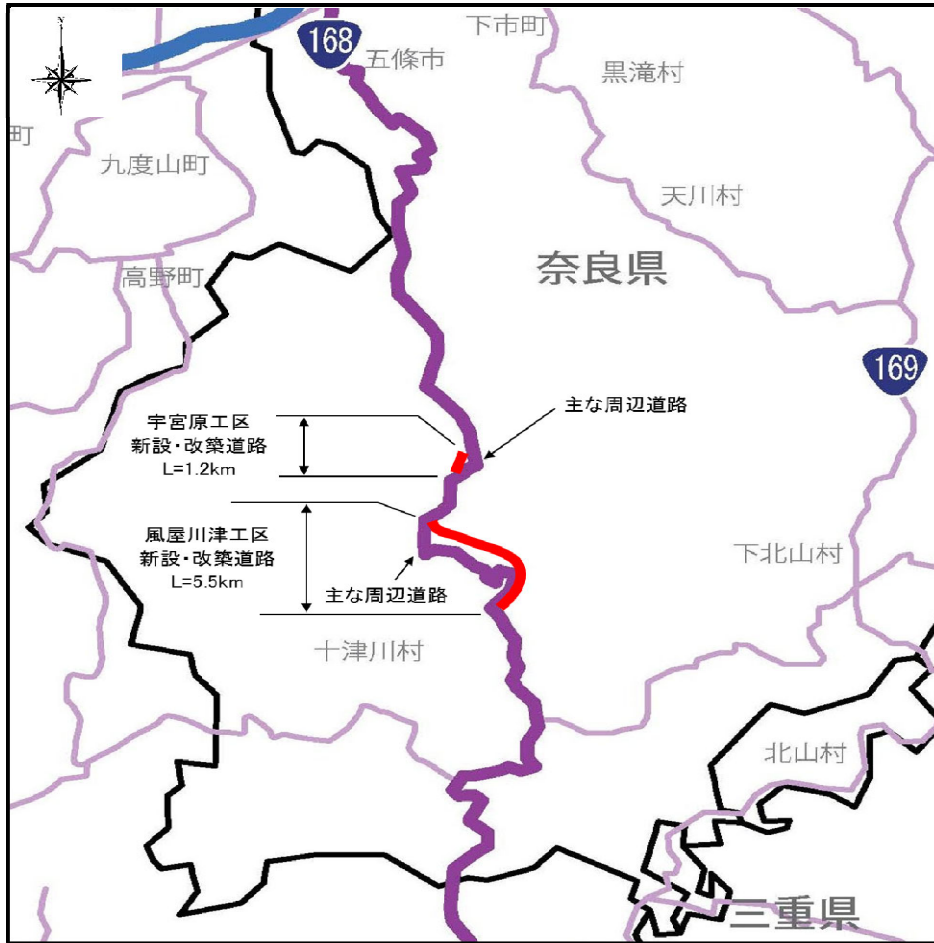 N
168
五條市
下市町
黒滝村
町
九度山町
天川村
高野町
奈良県
169
主な周辺道路
宇宮原工区
新設・改築道路
L=1.2km
風屋川津工区
新設・改築道路
L=5.5km
主な周辺道路
下北山村
十津川村
北山村
三重県